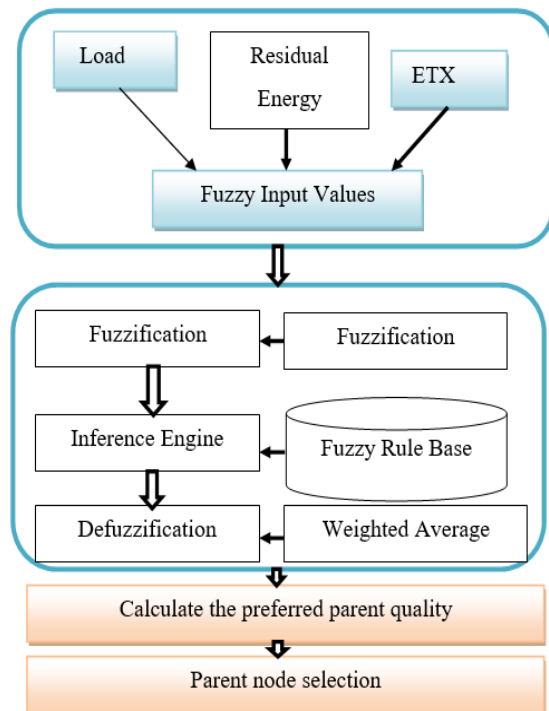 Load
Residual
Energy
ETX
Fuzzy Input Values
Fuzzification
Fuzzification
Inference Engine
Fuzzy Rule Base
Defuzzification
Weighted Average
Calculate the preferred parent quality
Parent node selection